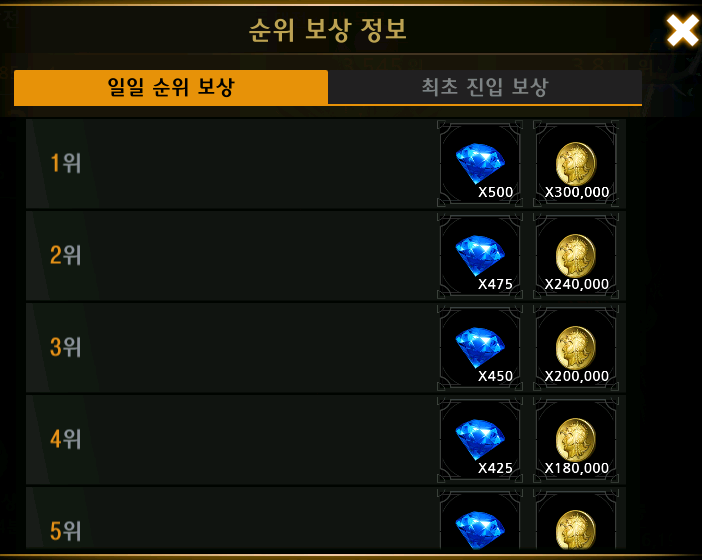 순위 보상 정보
일일 순위 보상 최초 진입 보상
1위 X500 X300,000
2위 X475 X240,000
3위 X450 X200,000
4위 X425 X180,000
5위